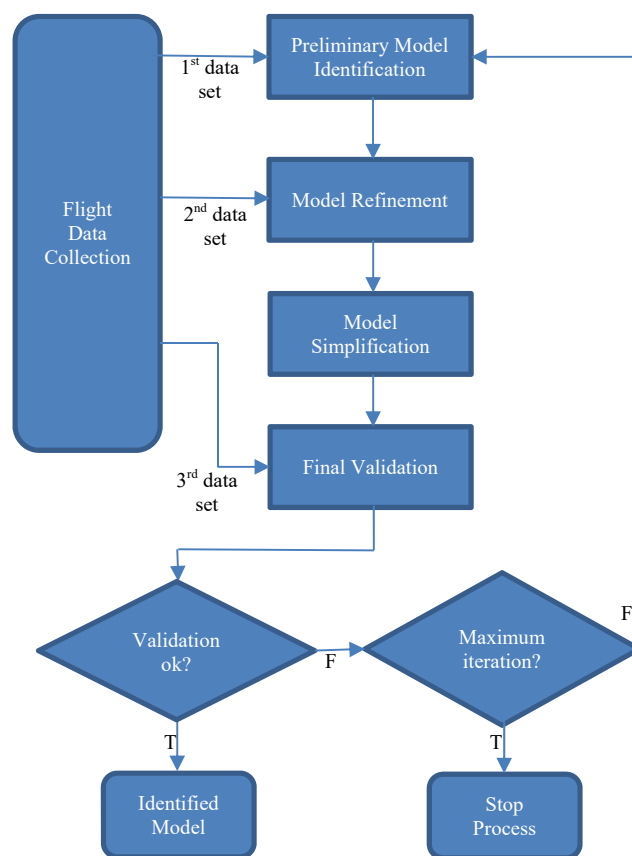 Preliminary Model
Identification
1st data
set
Flight
Data
Collection
Model Refinement
2nd data
set
Model
Simplification
Final Validation
3rd data
set
Validation
ok?
F
Maximum
iteration?
F
T
T
Identified
Model
Stop
Process